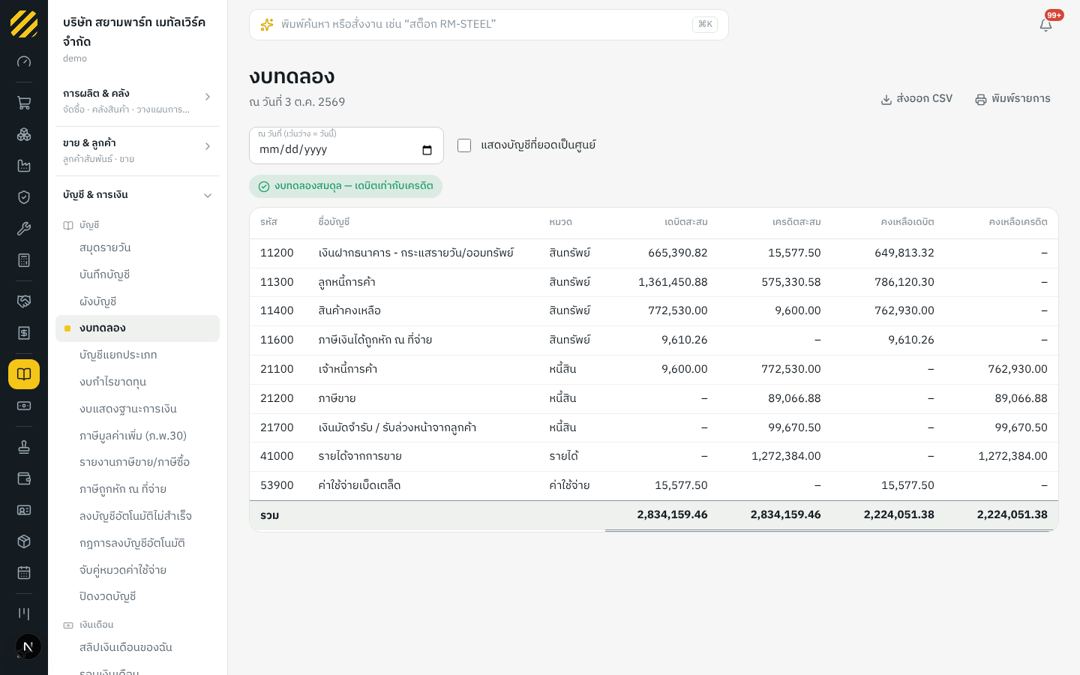 บริษัท สยามพาร์ท เมทัลเวิร์ค
จำกัด
demo
การผลิต & คลัง
จัดซื้อ · คลังสินค้า · วางแผนการ...
ขาย & ลูกค้า
ลูกค้าสัมพันธ์ · ขาย
บัญชี & การเงิน
บัญชี
สมุดรายวัน
บันทึกบัญชี
ผังบัญชี
งบทดลอง
บัญชีแยกประเภท
งบกำไรขาดทุน
งบแสดงฐานะการเงิน
ภาษีมูลค่าเพิ่ม (ภ.พ.30)
รายงานภาษีขาย/ภาษีซื้อ
ภาษีถูกหัก ณ ที่จ่าย
ลงบัญชีอัตโนมัติไม่สำเร็จ
กฎการลงบัญชีอัตโนมัติ
จับคู่หมวดค่าใช้จ่าย
ปิดงวดบัญชี
เงินเดือน
สลิปเงินเดือนของฉัน
รอบเงินเดือน
N
พิมพ์ค้นหา หรือสั่งงาน เช่น "สต็อก RM-STEEL"
⌘K
99+
งบทดลอง
ณ วันที่ 3 ต.ค. 2569
ส่งออก CSV
พิมพ์รายการ
ณ วันที่ (เว้นว่าง = วันนี้)
mm/dd/yyyy
แสดงบัญชีที่ยอดเป็นศูนย์
งบทดลองสมดุล — เดบิตเท่ากับเครดิต
รหัส ชื่อบัญชี หมวด เดบิตสะสม เครดิตสะสม คงเหลือเดบิต คงเหลือเครดิต
11200 เงินฝากธนาคาร - กระแสรายวัน/ออมทรัพย์ สินทรัพย์ 665,390.82 15,577.50 649,813.32 –
11300 ลูกหนี้การค้า สินทรัพย์ 1,361,450.88 575,330.58 786,120.30 –
11400 สินค้าคงเหลือ สินทรัพย์ 772,530.00 9,600.00 762,930.00 –
11600 ภาษีเงินได้ถูกหัก ณ ที่จ่าย สินทรัพย์ 9,610.26 – 9,610.26 –
21100 เจ้าหนี้การค้า หนี้สิน 9,600.00 772,530.00 – 762,930.00
21200 ภาษีขาย หนี้สิน – 89,066.88 – 89,066.88
21700 เงินมัดจำรับ / รับล่วงหน้าจากลูกค้า หนี้สิน – 99,670.50 – 99,670.50
41000 รายได้จากการขาย รายได้ – 1,272,384.00 – 1,272,384.00
53900 ค่าใช้จ่ายเบ็ดเตล็ด ค่าใช้จ่าย 15,577.50 – 15,577.50 –
รวม 2,834,159.46 2,834,159.46 2,224,051.38 2,224,051.38